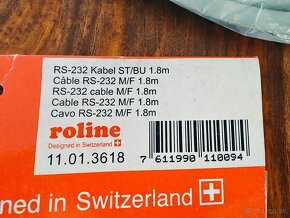 RS-232 Kabel ST/BU 1.8m
Câble RS-232 M/F 1.8m
RS-232 cable M/F 1.8m
Cable RS-232 M/F 1.8m
Cavo RS-232 M/F 1.8m
roline
Designed in Switzerland
11.01.3618
7 611990 110094
ned in Switzerland